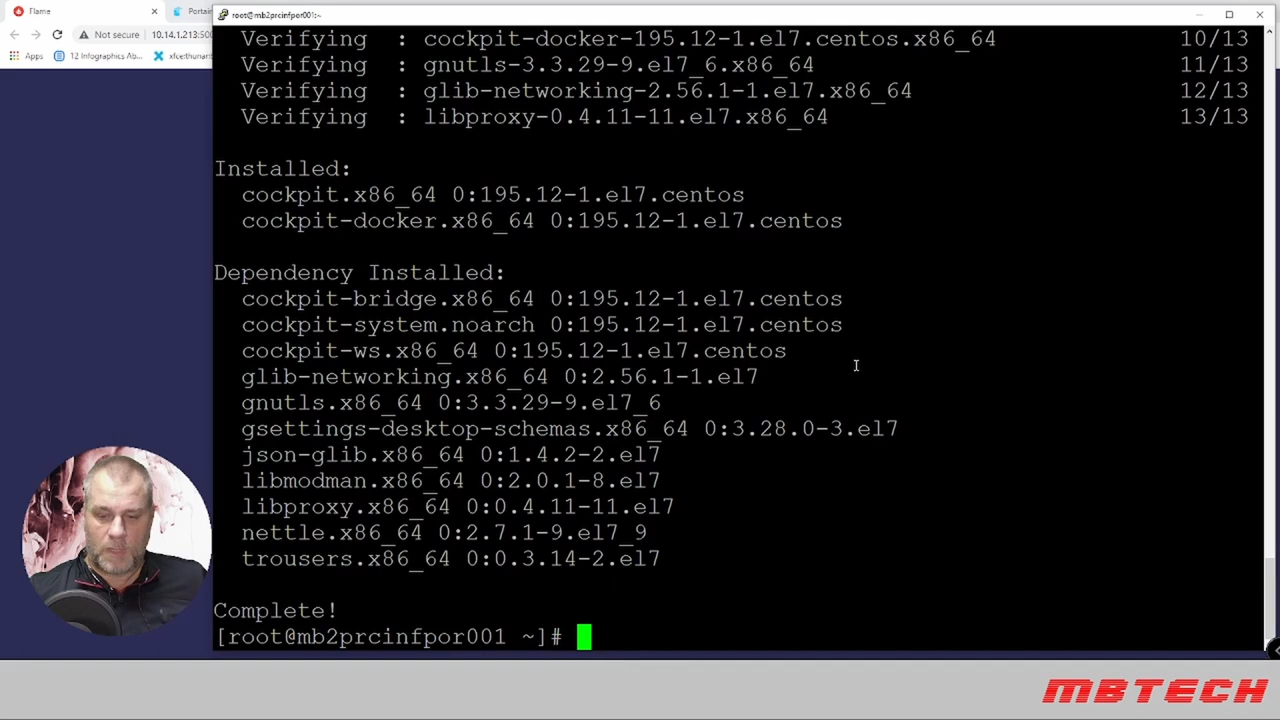 Flame
Portain
root@mb2prcinfpor001:~
Not secure
10.14.1.213:500
Apps
12 Infographics Ab...
xfce:thunar
Verifying : cockpit-docker-195.12-1.el7.centos.x86_64 10/13
Verifying : gnutls-3.3.29-9.el7_6.x86_64 11/13
Verifying : glib-networking-2.56.1-1.el7.x86_64 12/13
Verifying : libproxy-0.4.11-11.el7.x86_64 13/13
Installed:
cockpit.x86_64 0:195.12-1.el7.centos
cockpit-docker.x86_64 0:195.12-1.el7.centos
Dependency Installed:
cockpit-bridge.x86_64 0:195.12-1.el7.centos
cockpit-system.noarch 0:195.12-1.el7.centos
cockpit-ws.x86_64 0:195.12-1.el7.centos
glib-networking.x86_64 0:2.56.1-1.el7
gnutls.x86_64 0:3.3.29-9.el7_6
gsettings-desktop-schemas.x86_64 0:3.28.0-3.el7
json-glib.x86_64 0:1.4.2-2.el7
libmodman.x86_64 0:2.0.1-8.el7
libproxy.x86_64 0:0.4.11-11.el7
nettle.x86_64 0:2.7.1-9.el7_9
trousers.x86_64 0:0.3.14-2.el7
Complete!
[root@mb2prcinfpor001 ~]#
MBTECH